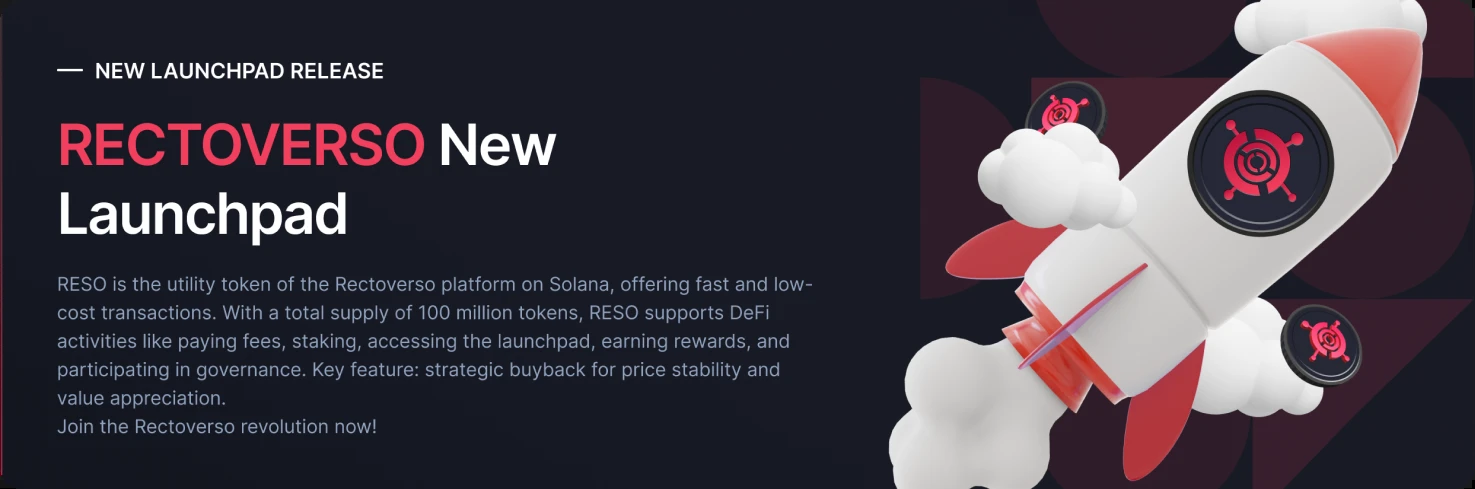 — NEW LAUNCHPAD RELEASE
RECTOVERSO New
Launchpad
RESO is the utility token of the Rectoverso platform on Solana, offering fast and low-
cost transactions. With a total supply of 100 million tokens, RESO supports DeFi
activities like paying fees, staking, accessing the launchpad, earning rewards, and
participating in governance. Key feature: strategic buyback for price stability and
value appreciation.
Join the Rectoverso revolution now!